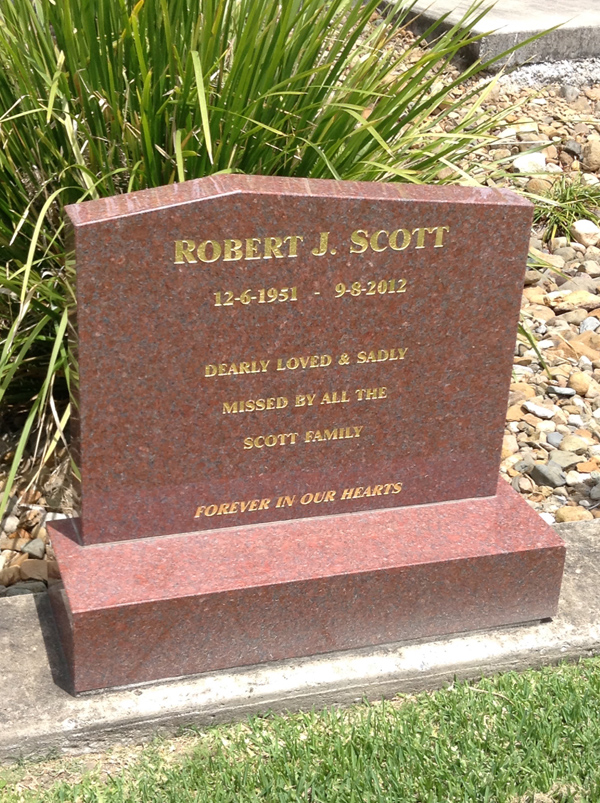 ROBERT J. SCOTT
12-6-1951 - 9-8-2012
DEARLY LOVED & SADLY
MISSED BY ALL THE
SCOTT FAMILY
FOREVER IN OUR HEARTS